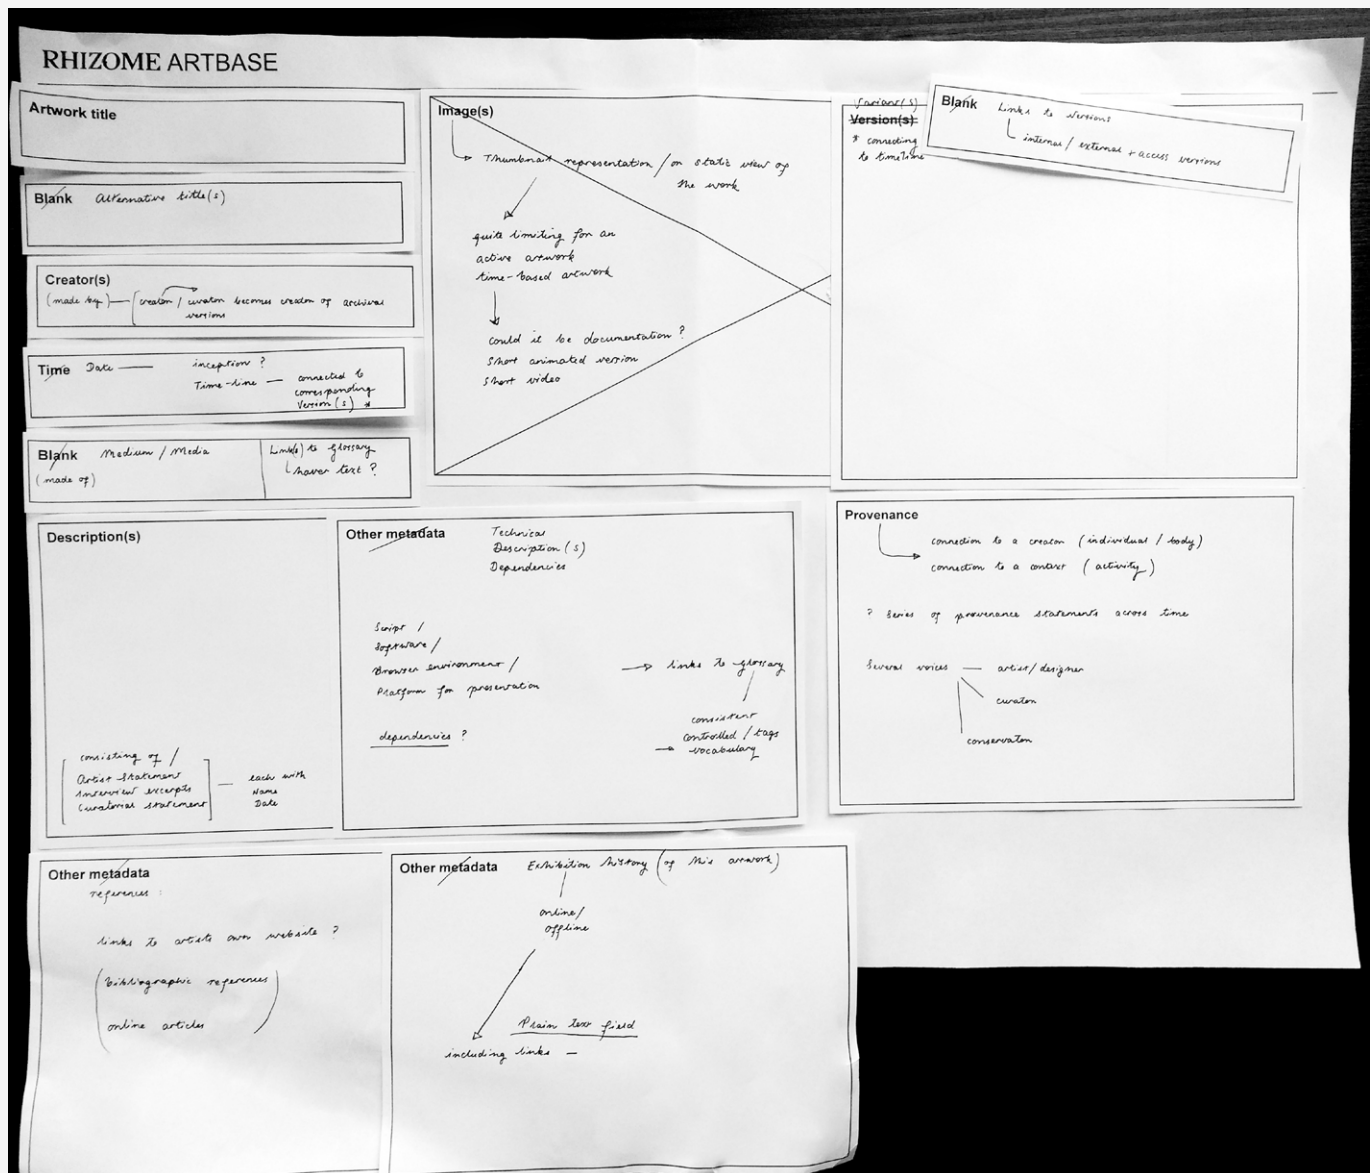 RHIZOME ARTBASE
Artwork title
Blank Alternative title(s)
Creator(s)
(made by) — (creator / curator becomes creator of archival
versions
Time Date — inception ?
Time-line — connected to
corresponding
Version(s) *
Blank Medium / Media
(made of)
Link(s) to glossary
hover text ?
Image(s)
Thumbnail representation / or static view of
the work
quite limiting for an
active artwork
time-based artwork
could it be documentation ?
Short animated version
Short video
Variant(s)
Version(s)
* connecting
to timeline
Blank Links to versions
internal / external + access versions
Description(s)
consisting of /
Artist Statement
Interview excerpts
Curatorial statement
each with
Name
Date
Other metadata Technical
Description(s)
Dependencies
Script /
Software /
Browser environment /
Platform for presentation
dependencies ?
→ links to glossary
consistent
controlled / tags
→ vocabulary
Provenance
connection to a creator (individual / body)
connection to a context (activity)
? Series of provenance statements across time
Several voices — artist/designer
curator
conservator
Other metadata
references :
links to artists own website ?
(bibliographic references
online articles)
Other metadata Exhibition history (of this artwork)
online/
offline
Plain text field
including links —